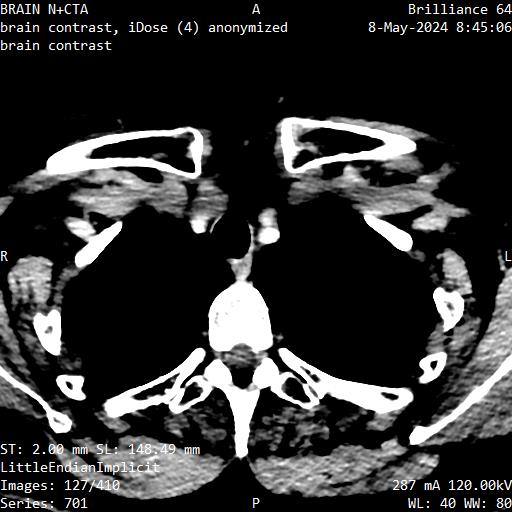 BRAIN N+CTA
A
Brilliance 64
brain contrast, iDose (4) anonymized
8-May-2024 8:45:06
brain contrast
R
L
ST: 2.00 mm SL: 148.49 mm
LittleEndianImplicit
Images: 127/410
287 mA 120.00kV
Series: 701
P
WL: 40 WW: 80